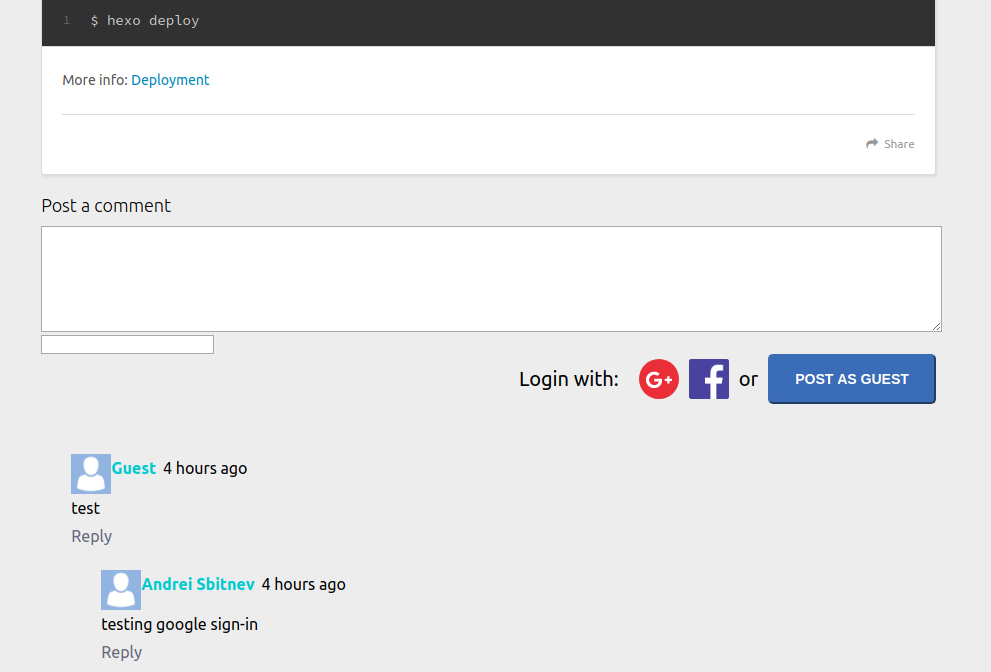 1 $ hexo deploy
More info: Deployment
Share
Post a comment
Login with: G+ f or POST AS GUEST
Guest 4 hours ago
test
Reply
Andrei Sbitnev 4 hours ago
testing google sign-in
Reply